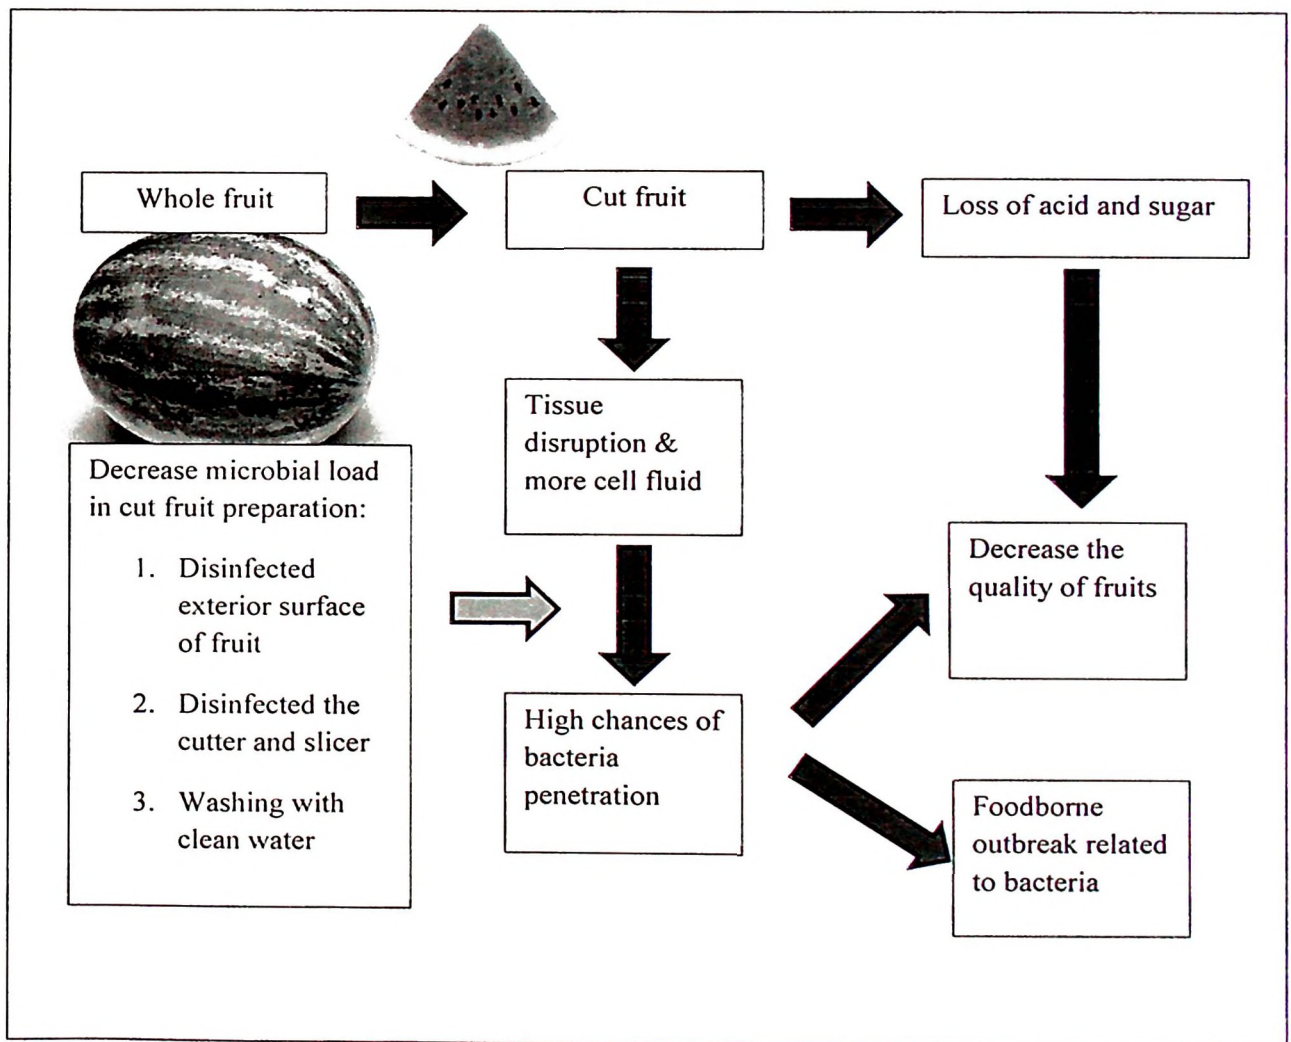 Whole fruit
Cut fruit
Loss of acid and sugar
Tissue
disruption &
more cell fluid
Decrease microbial load
in cut fruit preparation:
1. Disinfected
exterior surface
of fruit
2. Disinfected the
cutter and slicer
3. Washing with
clean water
High chances of
bacteria
penetration
Decrease the
quality of fruits
Foodborne
outbreak related
to bacteria